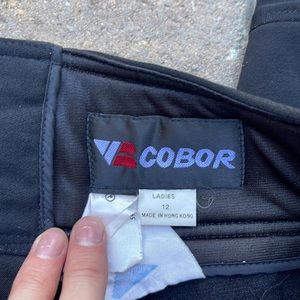 COBOR
LADIES
12
MADE IN HONG KONG